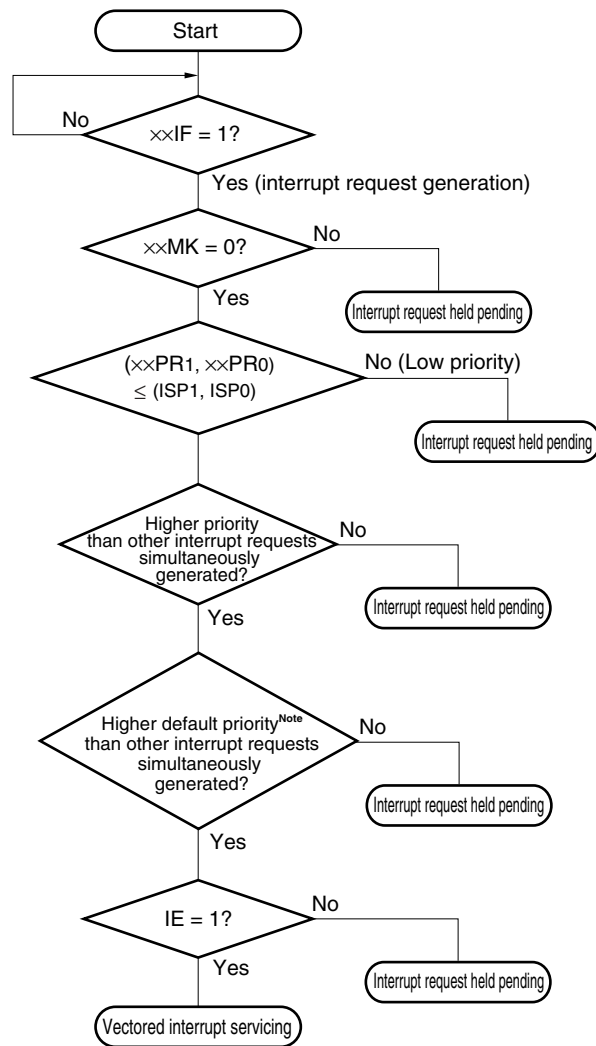 Start
No
××IF = 1?
Yes (interrupt request generation)
××MK = 0?
No
Yes
Interrupt request held pending
(××PR1, ××PR0)
≤ (ISP1, ISP0)
No (Low priority)
Interrupt request held pending
Higher priority
than other interrupt requests
simultaneously
generated?
No
Interrupt request held pending
Yes
Higher default priorityNote
than other interrupt requests
simultaneously
generated?
No
Interrupt request held pending
Yes
IE = 1?
No
Yes
Interrupt request held pending
Vectored interrupt servicing